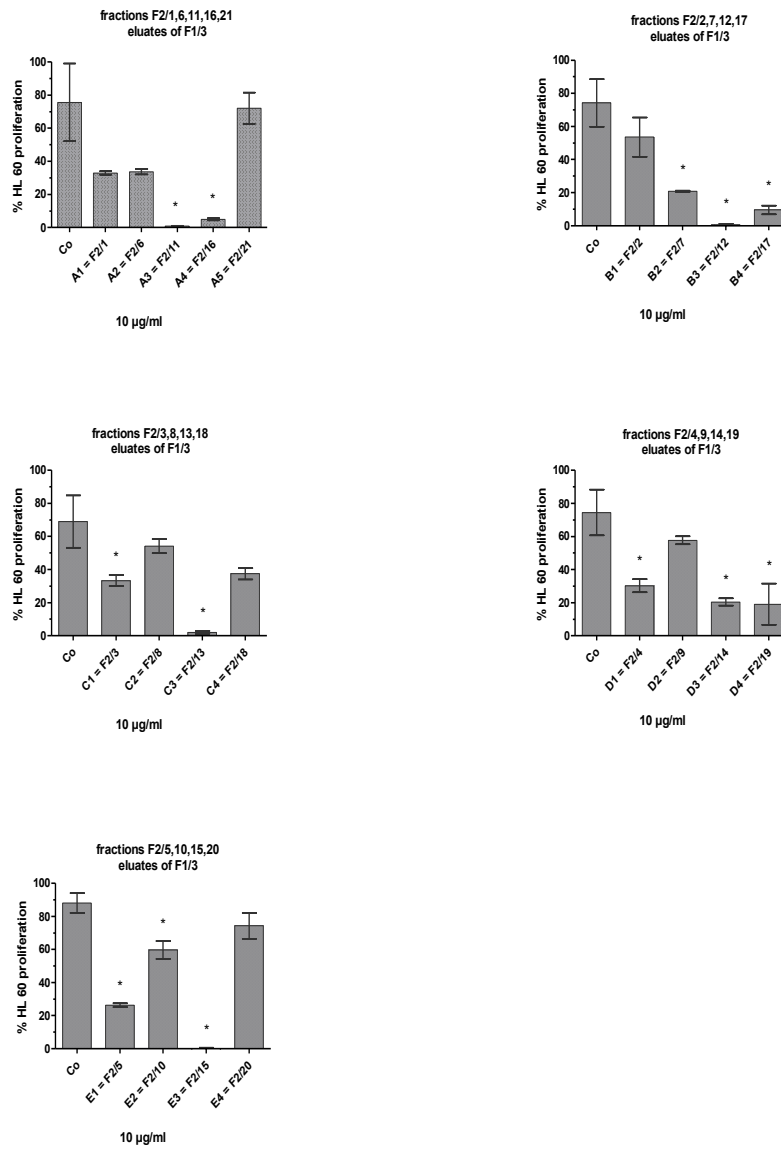 fractions F2/1,6,11,16,21
eluates of F1/3
% HL 60 proliferation
100
80
60
40
20
0
*
*
Co
A1 = F2/1
A2 = F2/6
A3 = F2/11
A4 = F2/16
A5 = F2/21
10 µg/ml
fractions F2/2,7,12,17
eluates of F1/3
% HL 60 proliferation
100
80
60
40
20
0
*
*
*
Co
B1 = F2/2
B2 = F2/7
B3 = F2/12
B4 = F2/17
10 µg/ml
fractions F2/3,8,13,18
eluates of F1/3
% HL 60 proliferation
100
80
60
40
20
0
*
*
Co
C1 = F2/3
C2 = F2/8
C3 = F2/13
C4 = F2/18
10 µg/ml
fractions F2/4,9,14,19
eluates of F1/3
% HL 60 proliferation
100
80
60
40
20
0
*
*
*
Co
D1 = F2/4
D2 = F2/9
D3 = F2/14
D4 = F2/19
10 µg/ml
fractions F2/5,10,15,20
eluates of F1/3
% HL 60 proliferation
100
80
60
40
20
0
*
*
*
Co
E1 = F2/5
E2 = F2/10
E3 = F2/15
E4 = F2/20
10 µg/ml